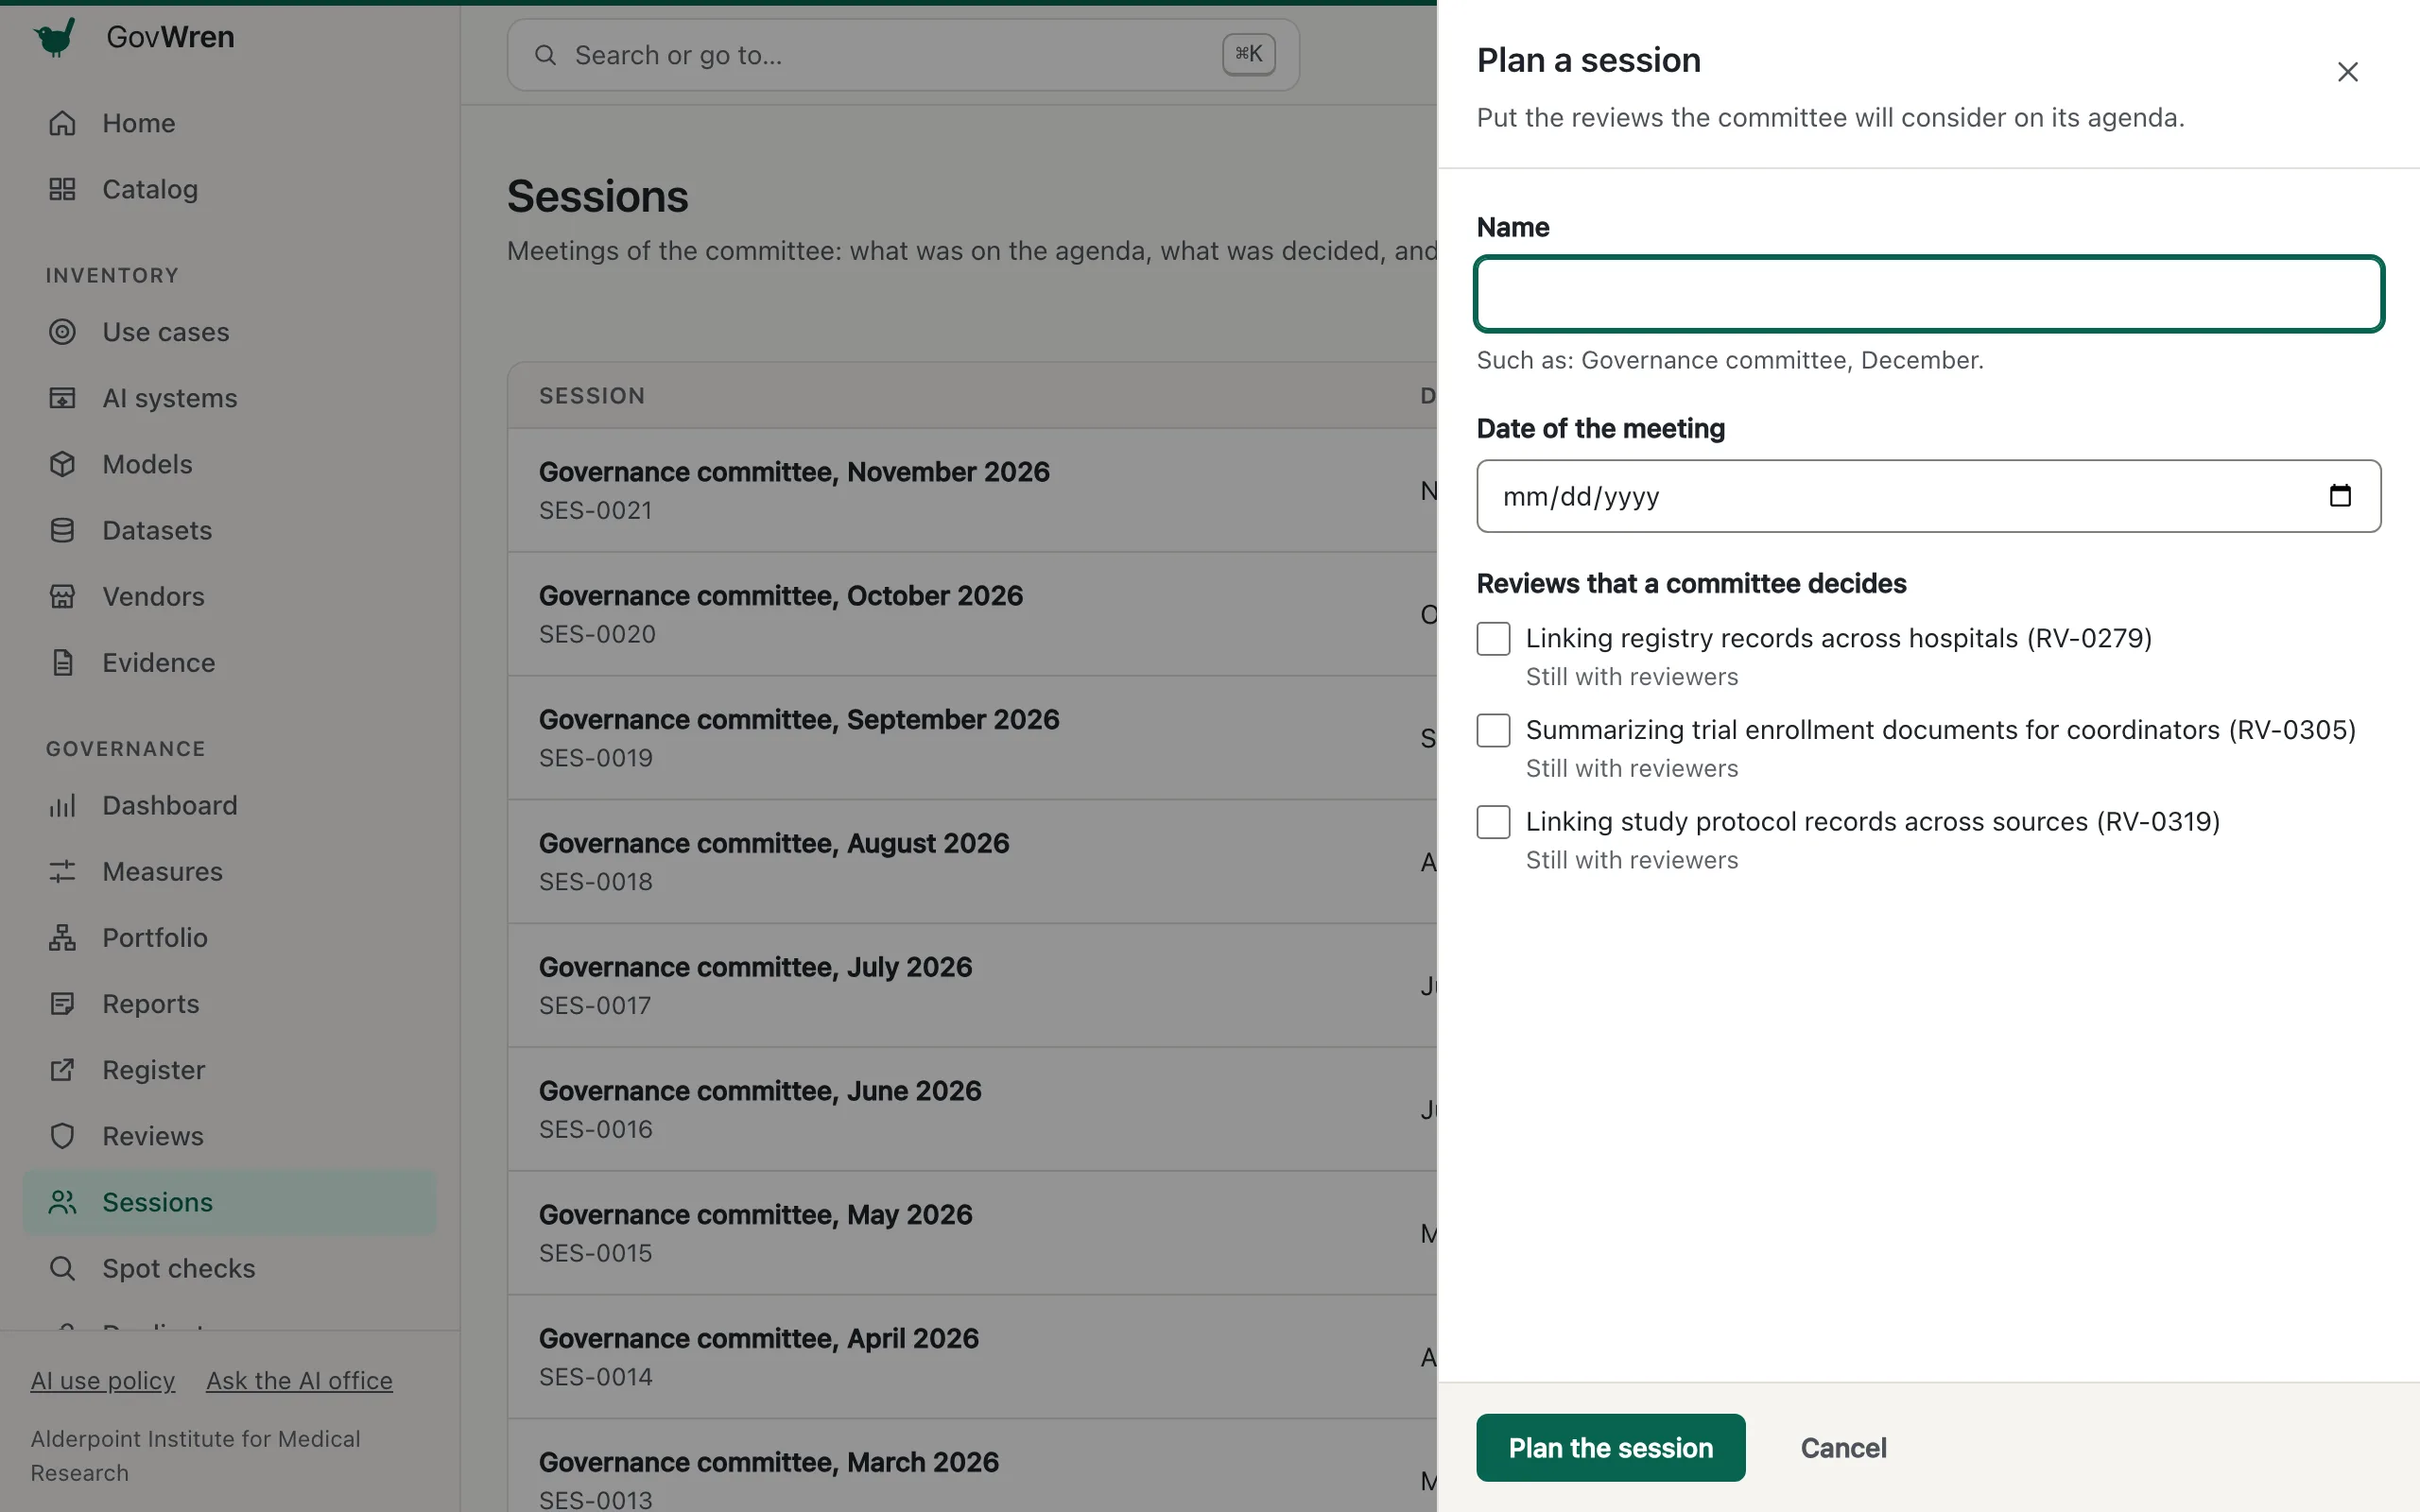 GovWren
Home
Catalog
INVENTORY
Use cases
AI systems
Models
Datasets
Vendors
Evidence
GOVERNANCE
Dashboard
Measures
Portfolio
Reports
Register
Reviews
Sessions
Spot checks
AI use policy Ask the AI office
Alderpoint Institute for Medical
Research
Search or go to... ⌘K
Sessions
Meetings of the committee: what was on the agenda, what was decided, and
SESSION
Governance committee, November 2026
SES-0021
Governance committee, October 2026
SES-0020
Governance committee, September 2026
SES-0019
Governance committee, August 2026
SES-0018
Governance committee, July 2026
SES-0017
Governance committee, June 2026
SES-0016
Governance committee, May 2026
SES-0015
Governance committee, April 2026
SES-0014
Governance committee, March 2026
SES-0013
Plan a session
Put the reviews the committee will consider on its agenda.
Name
Such as: Governance committee, December.
Date of the meeting
mm/dd/yyyy
Reviews that a committee decides
Linking registry records across hospitals (RV-0279)
Still with reviewers
Summarizing trial enrollment documents for coordinators (RV-0305)
Still with reviewers
Linking study protocol records across sources (RV-0319)
Still with reviewers
Plan the session Cancel